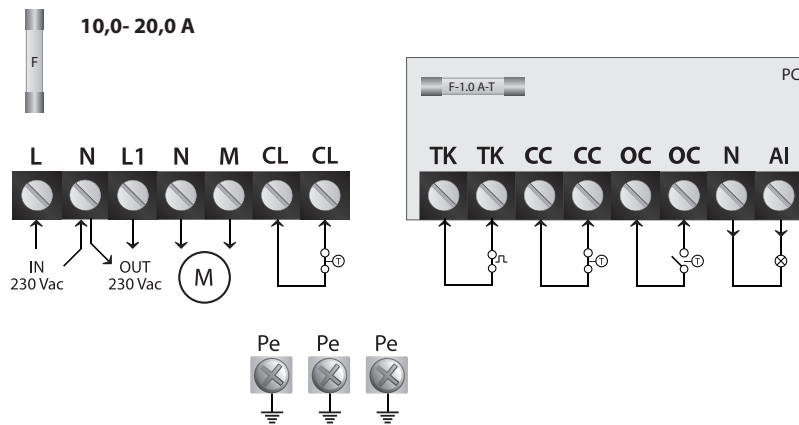 10,0- 20,0 A
F
L N L1 N M CL CL
IN
230 Vac
OUT
230 Vac
M
T
Pe Pe Pe
PC
F-1.0 A-T
TK TK CC CC OC OC N AI
T
T